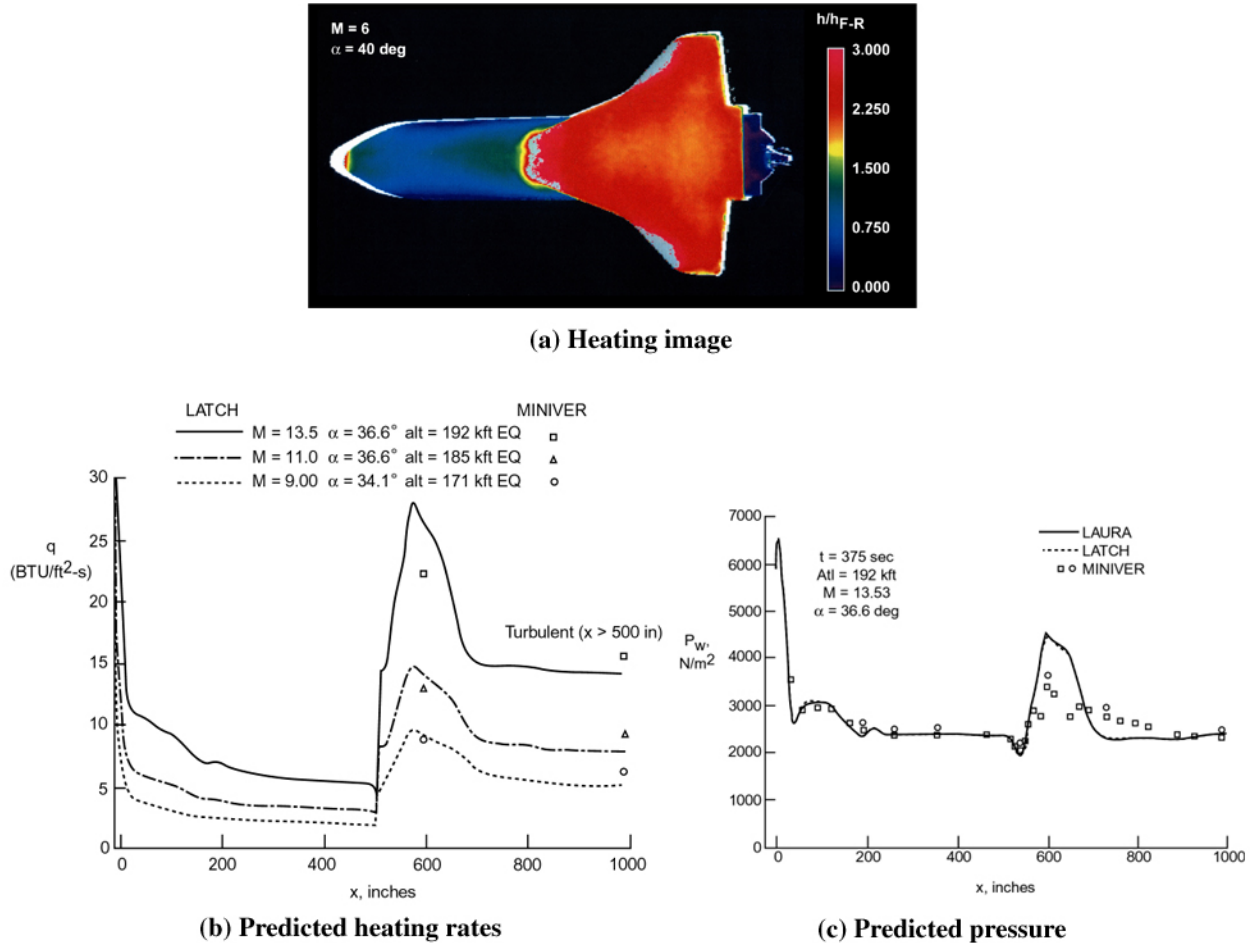 M = 6
α = 40 deg
h/hF-R
3.000
2.250
1.500
0.750
0.000
(a) Heating image
LATCH MINIVER
M = 13.5 α = 36.6° alt = 192 kft EQ
M = 11.0 α = 36.6° alt = 185 kft EQ
M = 9.00 α = 34.1° alt = 171 kft EQ
30
25
20
15
10
5
0
q
(BTU/ft2-s)
Turbulent (x > 500 in)
0 200 400 600 800 1000
x, inches
(b) Predicted heating rates
7000
6000
5000
4000
3000
2000
1000
0
Pw,
N/m2
t = 375 sec
Atl = 192 kft
M = 13.53
α = 36.6 deg
LAURA
LATCH
MINIVER
0 200 400 600 800 1000
x, inches
(c) Predicted pressure